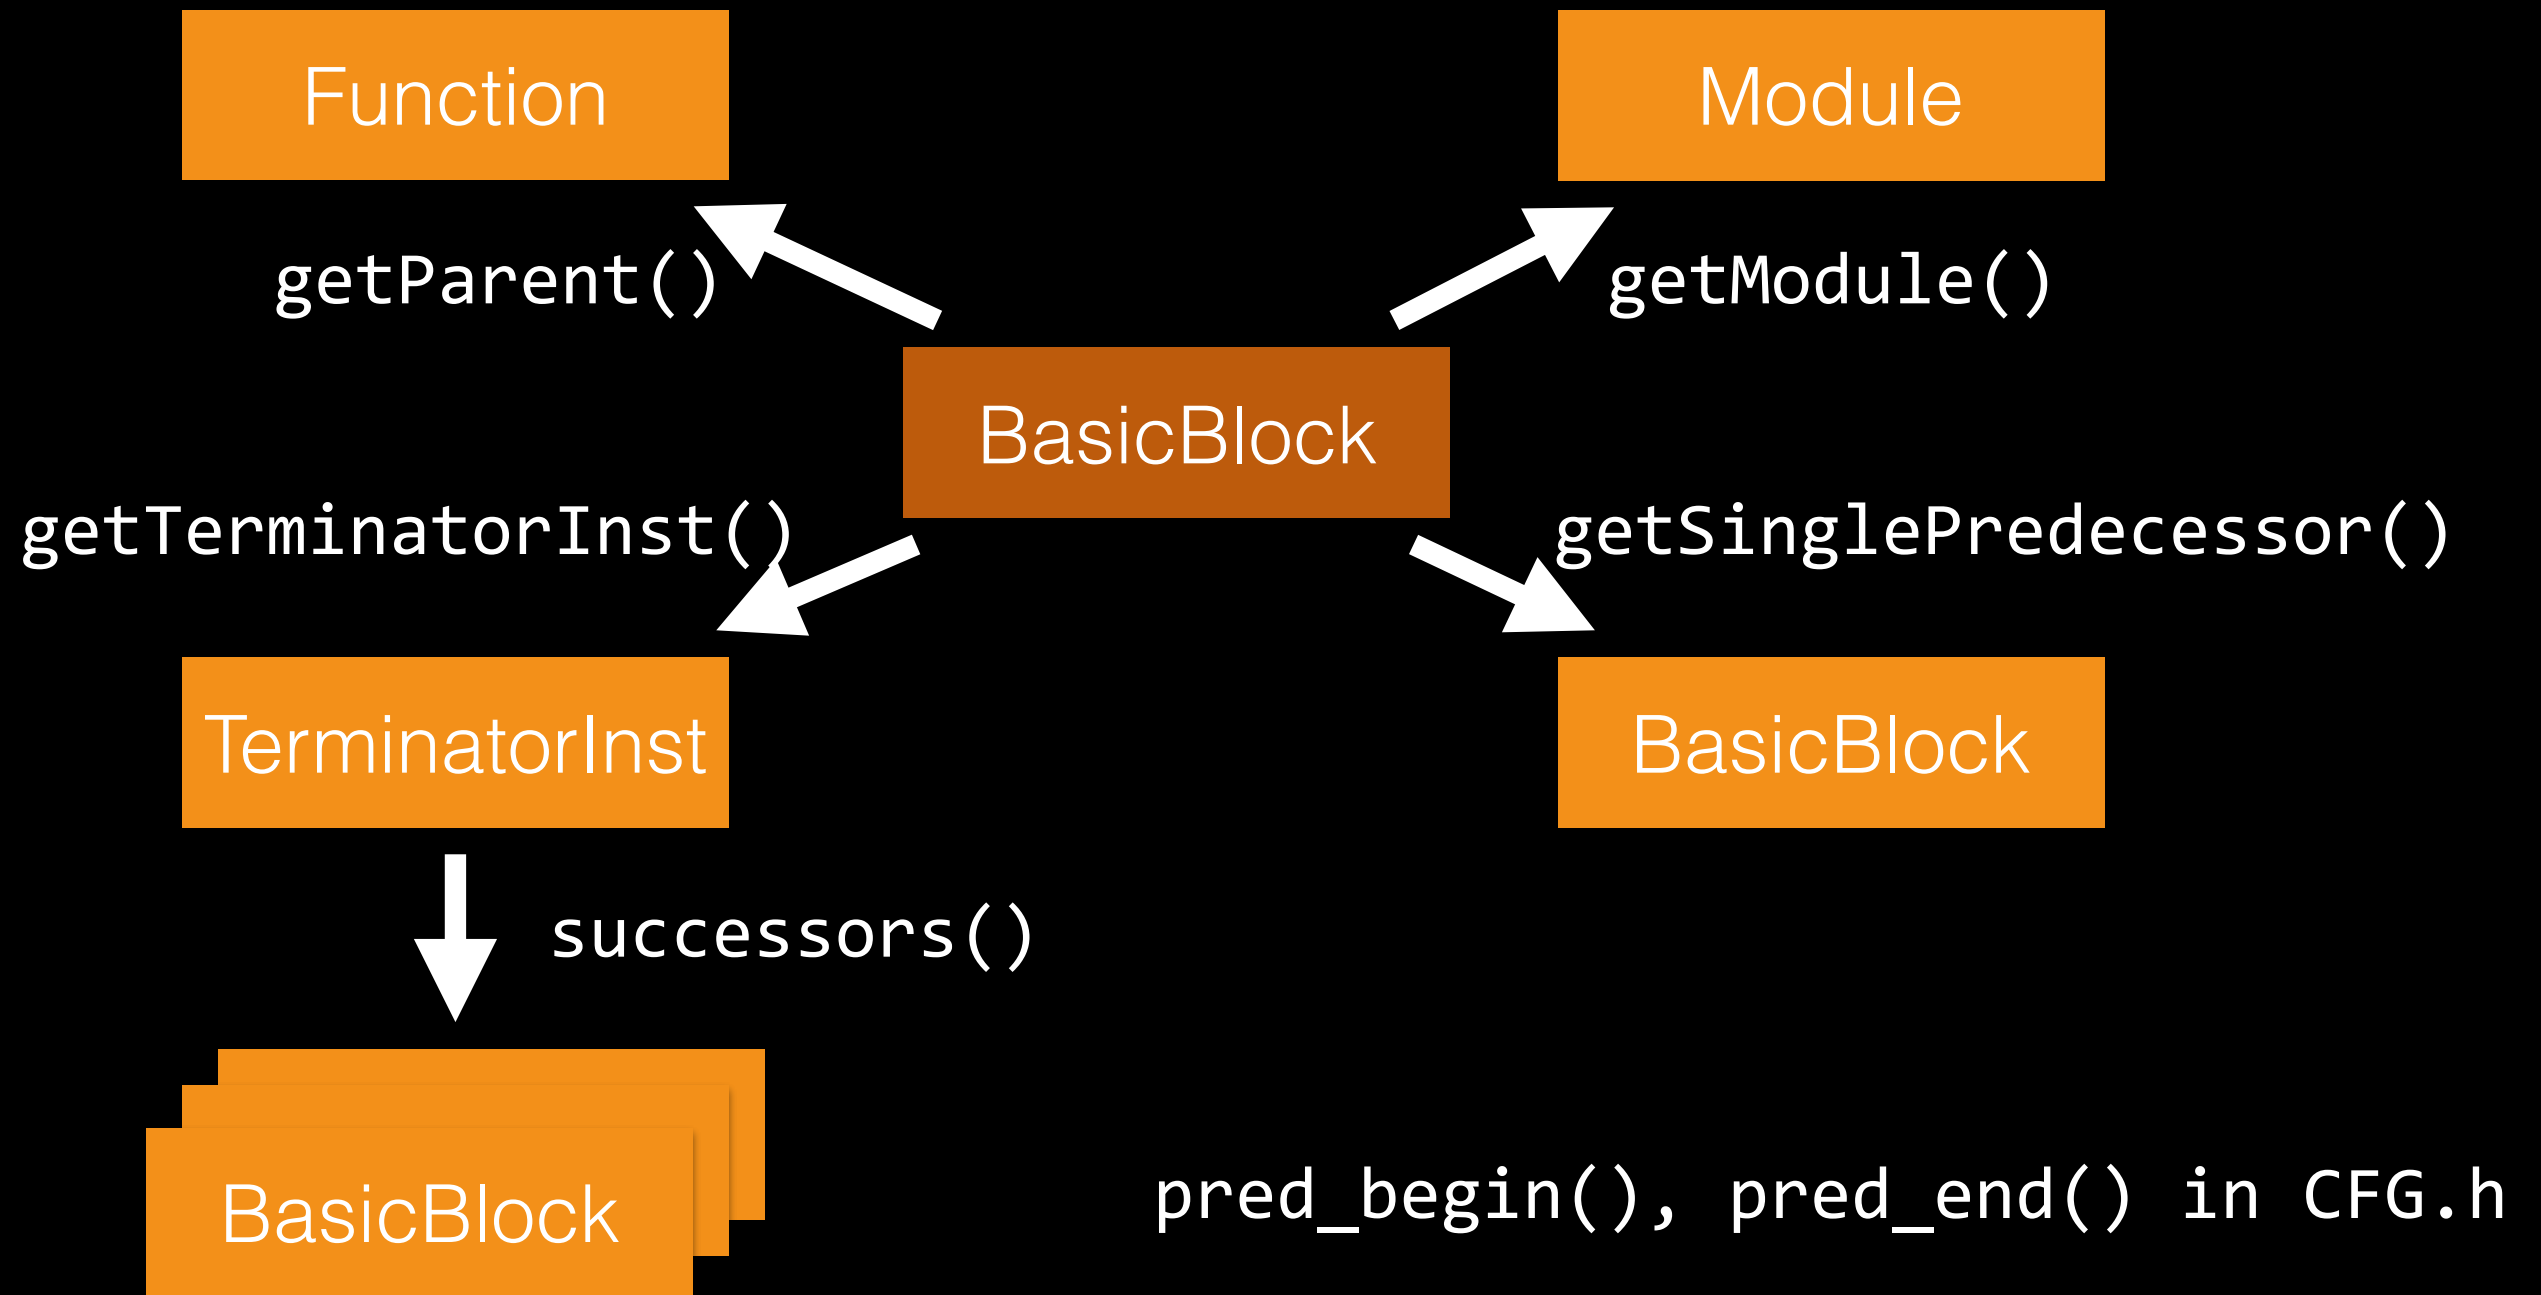 Function
Module
getParent()
getModule()
BasicBlock
getTerminatorInst()
getSinglePredecessor()
TerminatorInst
BasicBlock
successors()
BasicBlock
pred_begin(), pred_end() in CFG.h